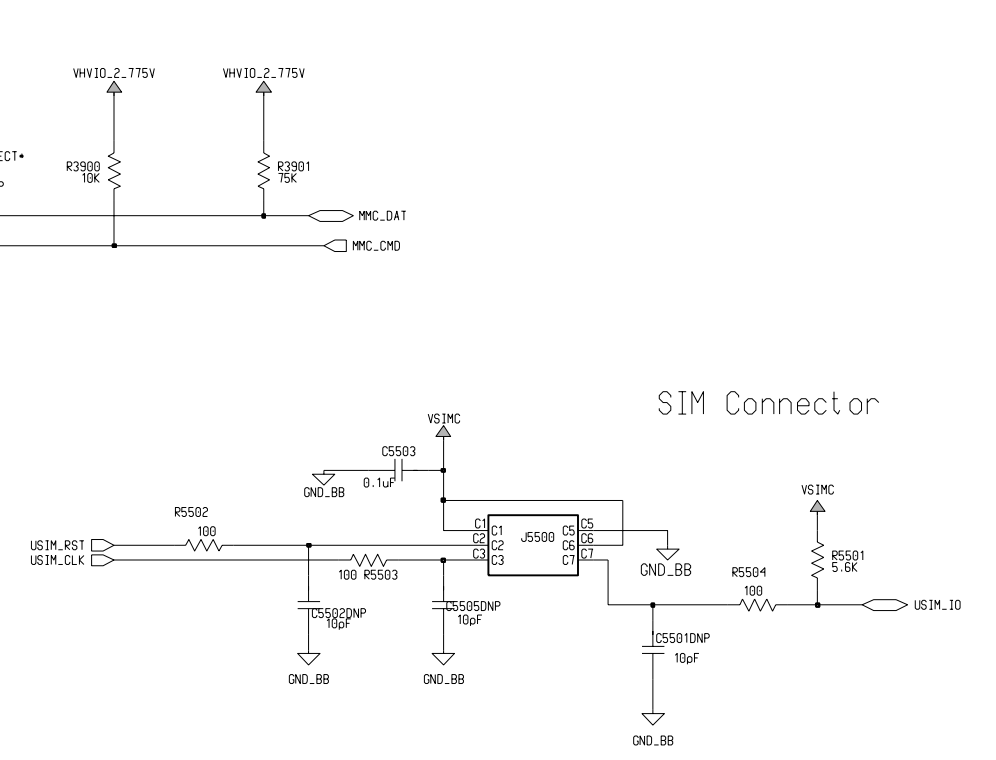 VHVIO_2_775V
VHVIO_2_775V
ECT*
R3900
10K
R3901
75K
MMC_DAT
MMC_CMD
SIM Connector
VSIMC
C5503
0.1uF
GND_BB
VSIMC
R5502
100
C1
C1
C5
C5
C2
C2
J5500
C6
C6
C3
C3
C7
C7
USIM_RST
USIM_CLK
100 R5503
GND_BB
R5501
5.6K
R5504
100
USIM_IO
C5502DNP
10pF
C5505DNP
10pF
C5501DNP
10pF
GND_BB
GND_BB
GND_BB